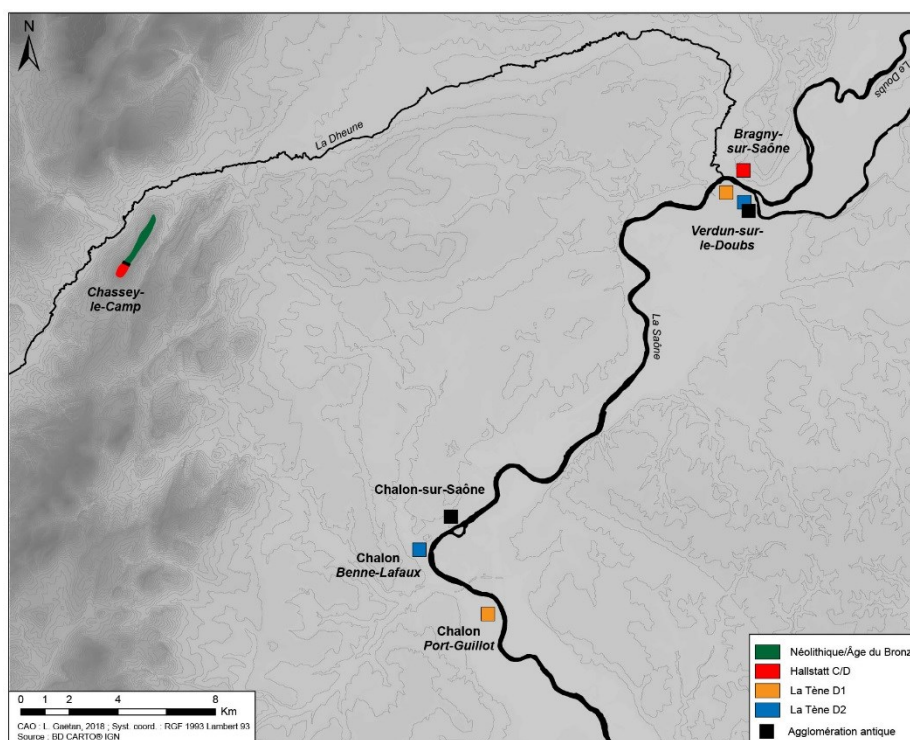 N
La Dheune
Le Doubs
Bragny-
sur-Saône
Verdun-sur-
le-Doubs
Chassey-
le-Camp
La Saône
Chalon-sur-Saône
Chalon
Benne-Lafaux
Chalon
Port-Guillot
0 1 2 4 8
Km
CAO : L. Gaëtan, 2018 ; Syst. coord. : RGF 1993 Lambert 93
Source : BD CARTO® IGN
Néolithique/Âge du Bronz
Hallstatt C/D
La Tène D1
La Tène D2
Agglomération antique